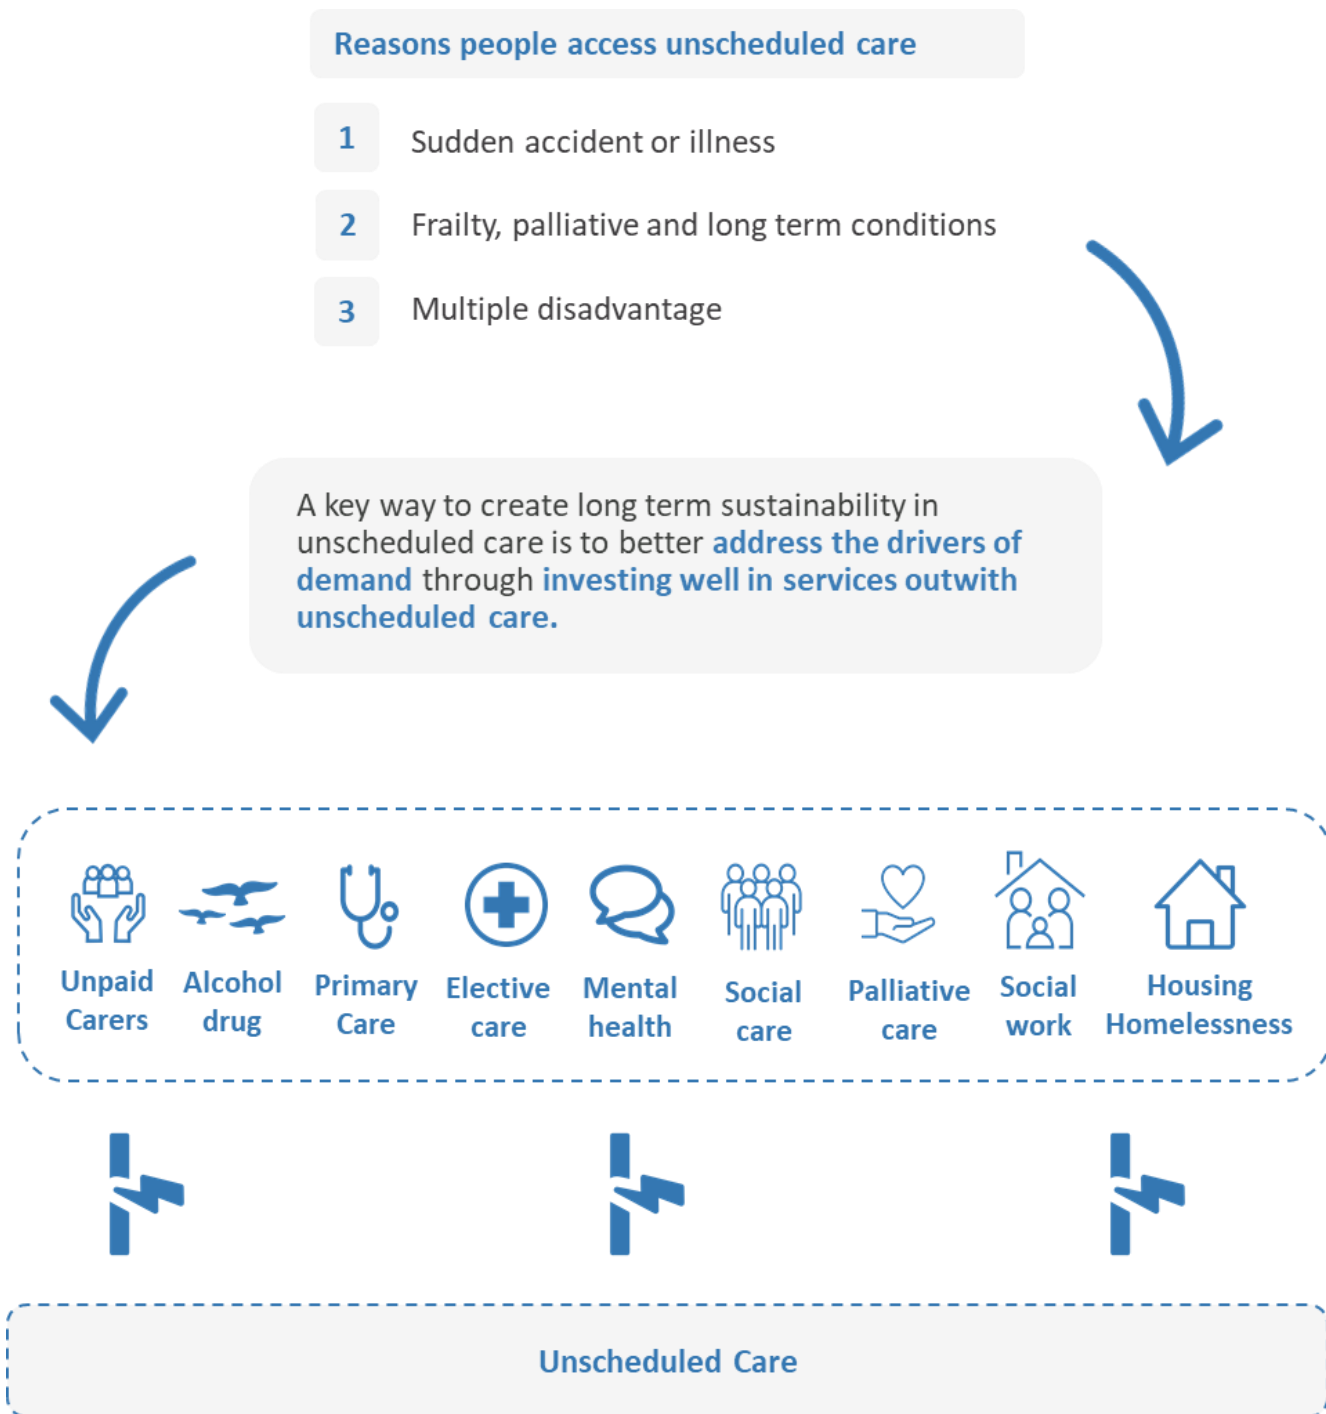 Reasons people access unscheduled care
1 Sudden accident or illness
2 Frailty, palliative and long term conditions
3 Multiple disadvantage
A key way to create long term sustainability in
unscheduled care is to better address the drivers of
demand through investing well in services outwith
unscheduled care.
Unpaid
Carers
Alcohol
drug
Primary
Care
Elective
care
Mental
health
Social
care
Palliative
care
Social
work
Housing
Homelessness
Unscheduled Care